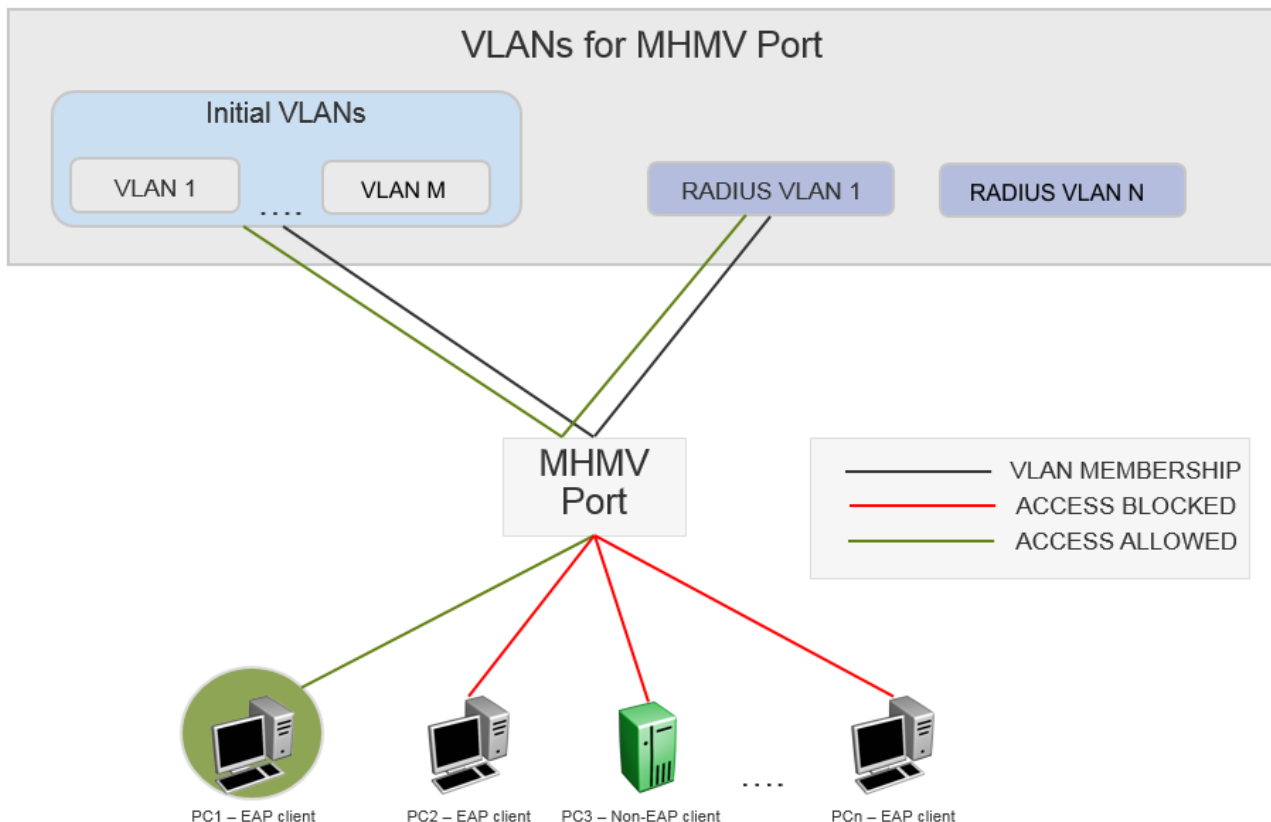 VLANs for MHMV Port
Initial VLANs
VLAN 1
....
VLAN M
RADIUS VLAN 1
RADIUS VLAN N
MHMV
Port
VLAN MEMBERSHIP
ACCESS BLOCKED
ACCESS ALLOWED
....
PC1 – EAP client
PC2 – EAP client
PC3 – Non-EAP client
PCn – EAP client